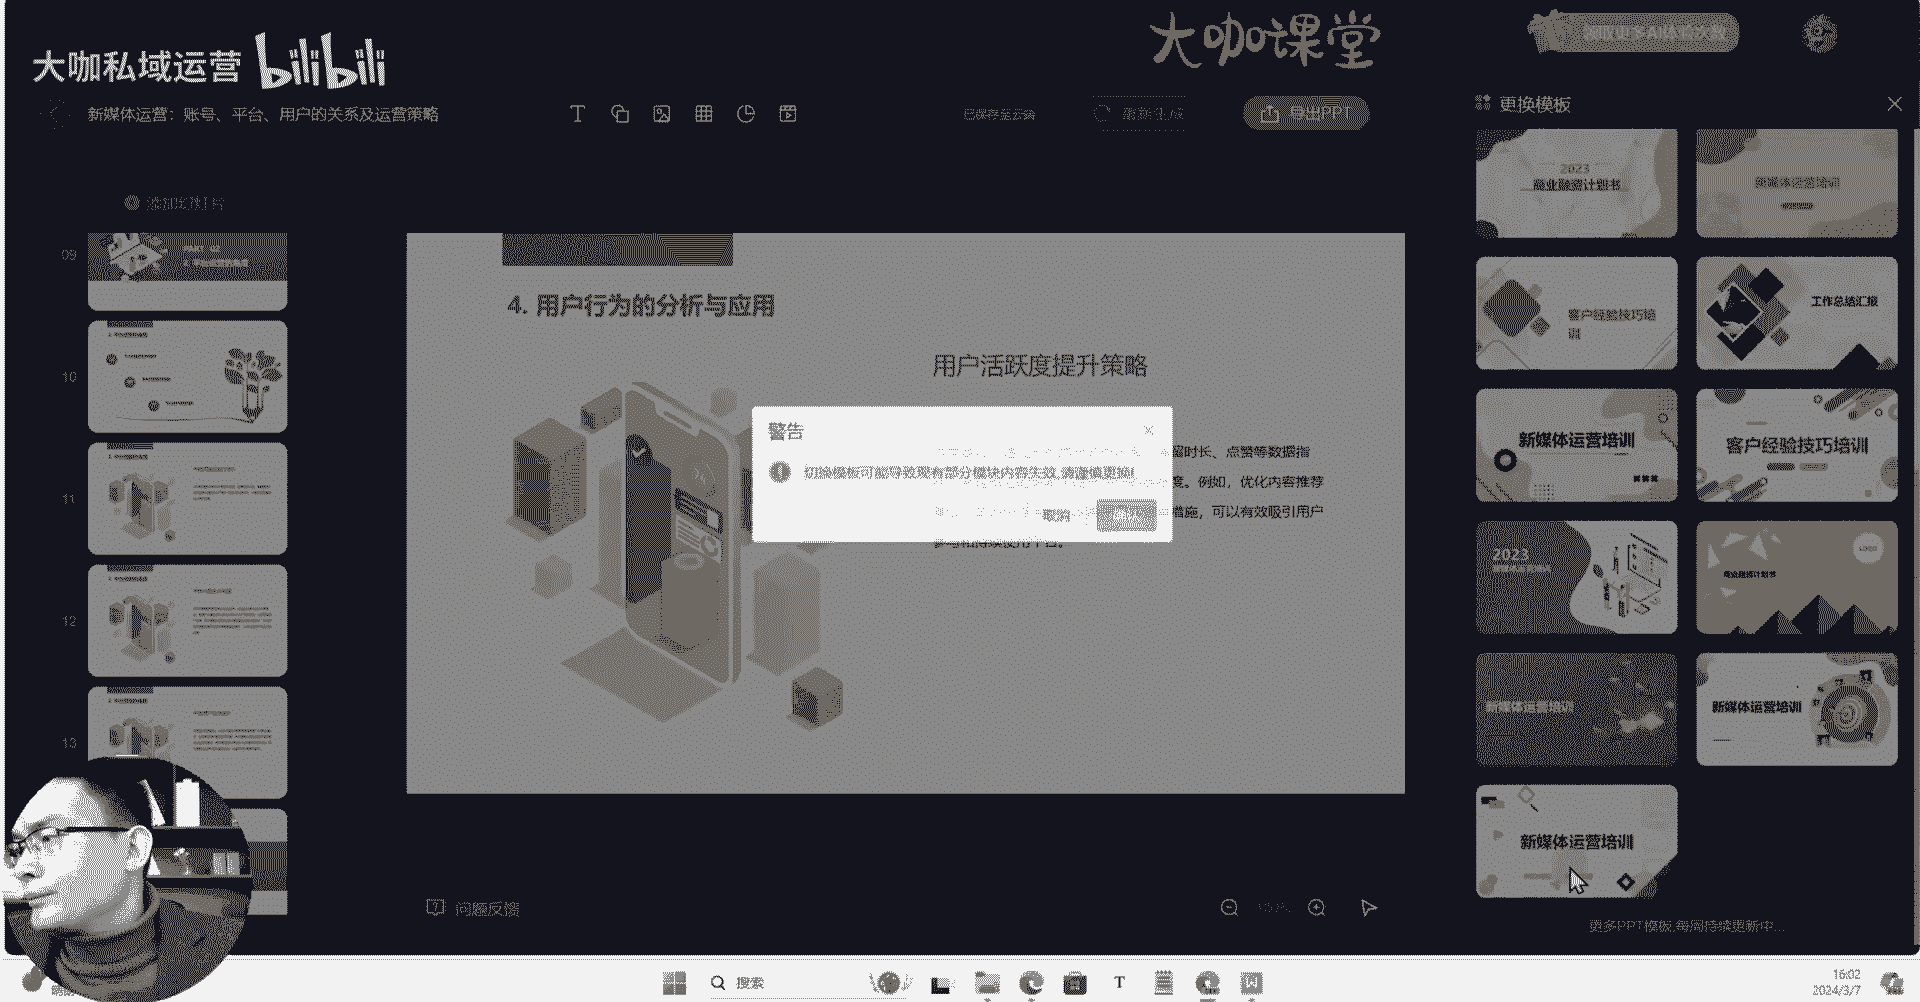 大咖私域运营 bilibili
大咖课堂
新媒体运营：账号、平台、用户的关系及运营策略
已保存至云端
重新生成
导出PPT
更换模板
添加幻灯片
09
10
11
12
13
4. 用户行为的分析与应用
用户活跃度提升策略
留时长、点赞等数据指
度。例如，优化内容推荐
措施，可以有效吸引用户
参与和持续使用平台。
警告
切换模板可能导致现有部分模块内容失效,请谨慎更换!
取消
2023
商业融资计划书
新媒体运营培训
客户经验技巧培
训
工作总结汇报
新媒体运营培训
客户经验技巧培训
2023
商业融资计划书
新媒体运营培训
新媒体运营培训
新媒体运营培训
更多PPT模板,每周持续更新中...
问题反馈
搜索
16:02
2024/3/7